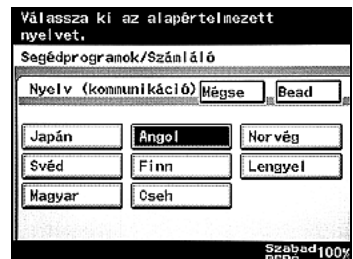 Válassza ki az alapértelmezett
nyelvet.
Segédprogramok/Számláló
Nyelv (kommunikáció) Mégse Bead
Japán Angol Norvég
Svéd Finn Lengyel
Magyar Cseh
Szabad 100%